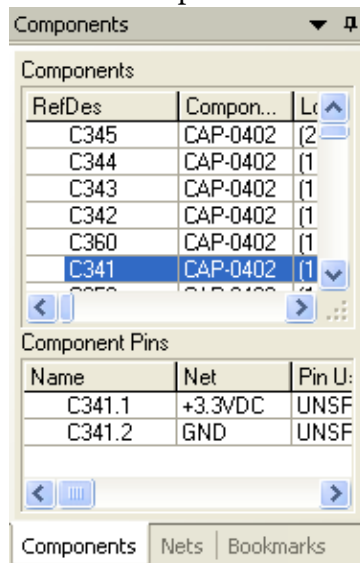 Components
Components
RefDes Compon... Lo
C345 CAP-0402 (2
C344 CAP-0402 (1
C343 CAP-0402 (1
C342 CAP-0402 (1
C360 CAP-0402 (1
C341 CAP-0402 (1
Component Pins
Name Net Pin U
C341.1 +3.3VDC UNSF
C341.2 GND UNSF
Components Nets Bookmarks